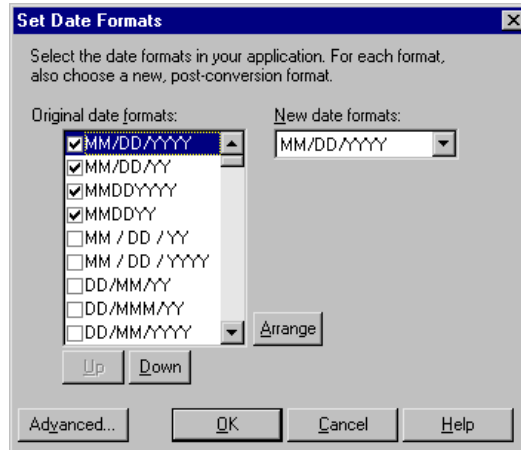 Set Date Formats
Select the date formats in your application. For each format,
also choose a new, post-conversion format.
Original date formats:
New date formats:
MM/DD/YYYY
MM/DD/YYYY
MM/DD/YY
MMDDYYYY
MMDDYY
MM / DD / YY
MM / DD / YYYY
DD/MM/YY
DD/MMM/YY
DD/MM/YYYY
Arrange
Up
Down
Advanced...
OK
Cancel
Help